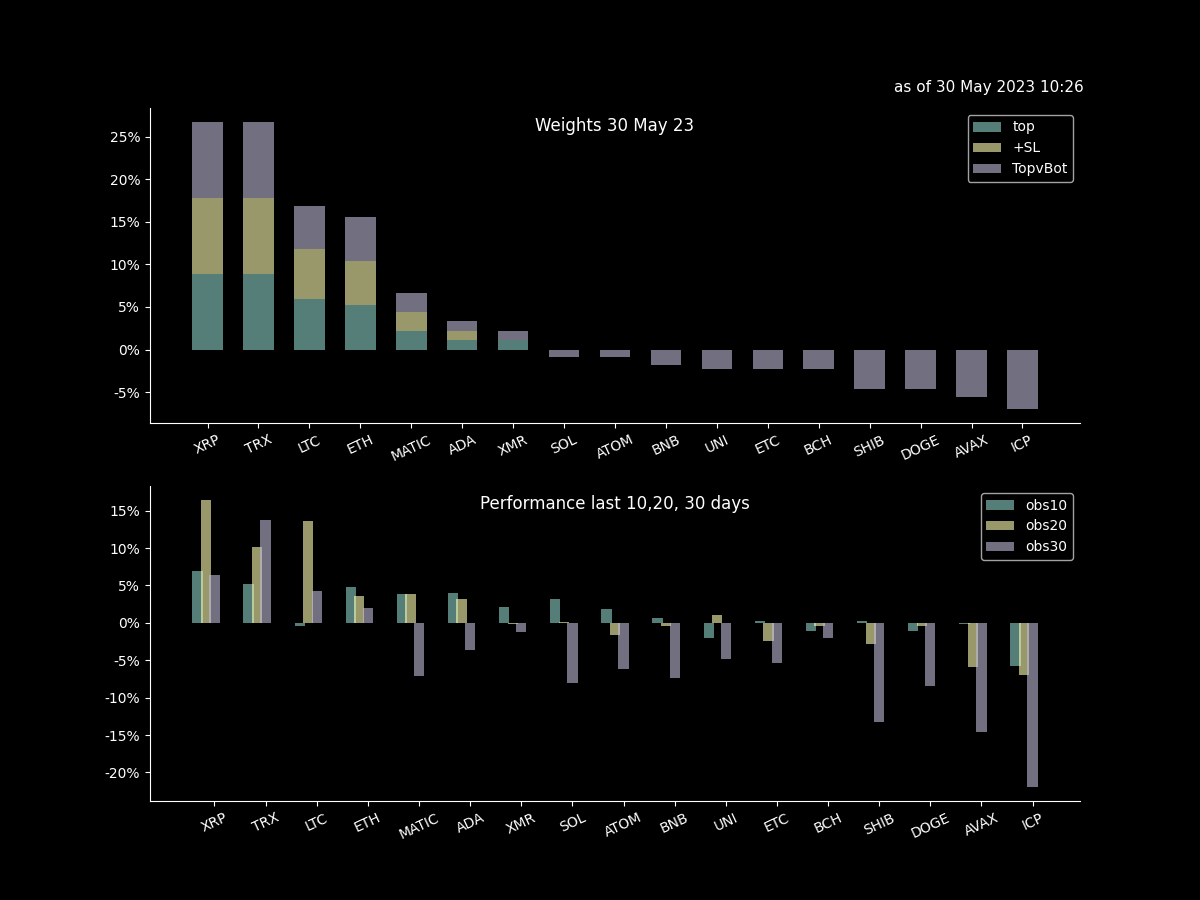 as of 30 May 2023 10:26
Weights 30 May 23
top
+SL
TopvBot
25%
20%
15%
10%
5%
0%
-5%
XRP TRX LTC ETH MATIC ADA XMR SOL ATOM BNB UNI ETC BCH SHIB DOGE AVAX ICP
Performance last 10,20, 30 days
obs10
obs20
obs30
15%
10%
5%
0%
-5%
-10%
-15%
-20%
XRP TRX LTC ETH MATIC ADA XMR SOL ATOM BNB UNI ETC BCH SHIB DOGE AVAX ICP